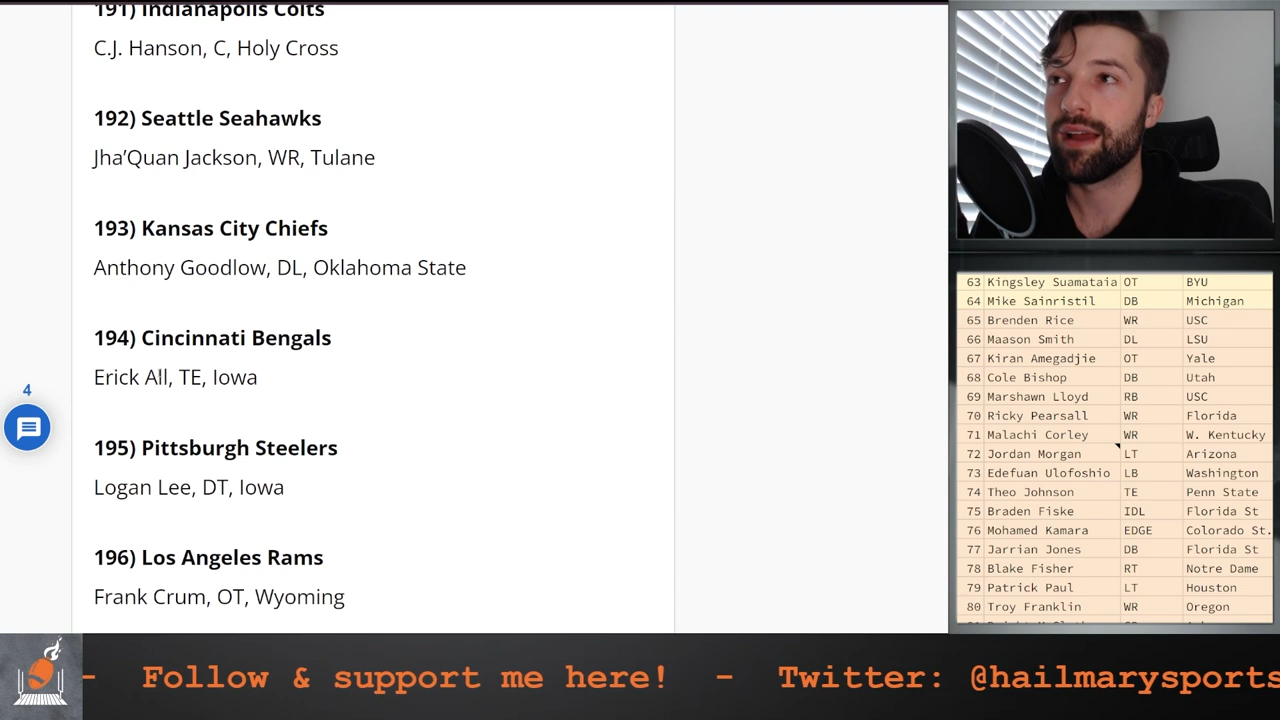 191) Indianapolis Colts
C.J. Hanson, C, Holy Cross
192) Seattle Seahawks
Jha’Quan Jackson, WR, Tulane
193) Kansas City Chiefs
Anthony Goodlow, DL, Oklahoma State
194) Cincinnati Bengals
Erick All, TE, Iowa
4
195) Pittsburgh Steelers
Logan Lee, DT, Iowa
196) Los Angeles Rams
Frank Crum, OT, Wyoming
63 Kingsley Suamataia OT BYU
64 Mike Sainristil DB Michigan
65 Brenden Rice WR USC
66 Maason Smith DL LSU
67 Kiran Amegadjie OT Yale
68 Cole Bishop DB Utah
69 Marshawn Lloyd RB USC
70 Ricky Pearsall WR Florida
71 Malachi Corley WR W. Kentucky
72 Jordan Morgan LT Arizona
73 Edefuan Ulofoshio LB Washington
74 Theo Johnson TE Penn State
75 Braden Fiske IDL Florida St
76 Mohamed Kamara EDGE Colorado St.
77 Jarrian Jones DB Florida St
78 Blake Fisher RT Notre Dame
79 Patrick Paul LT Houston
80 Troy Franklin WR Oregon
- Follow & support me here! - Twitter: @hailmarysports